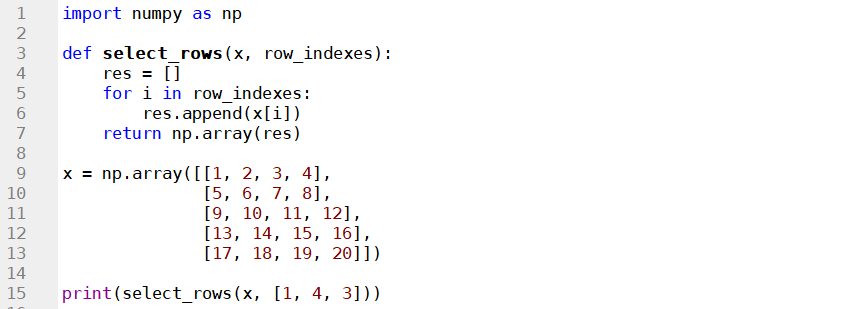 1 import numpy as np
2
3 def select_rows(x, row_indexes):
4     res = []
5     for i in row_indexes:
6         res.append(x[i])
7     return np.array(res)
8
9 x = np.array([[1, 2, 3, 4],
10               [5, 6, 7, 8],
11               [9, 10, 11, 12],
12               [13, 14, 15, 16],
13               [17, 18, 19, 20]])
14
15 print(select_rows(x, [1, 4, 3]))